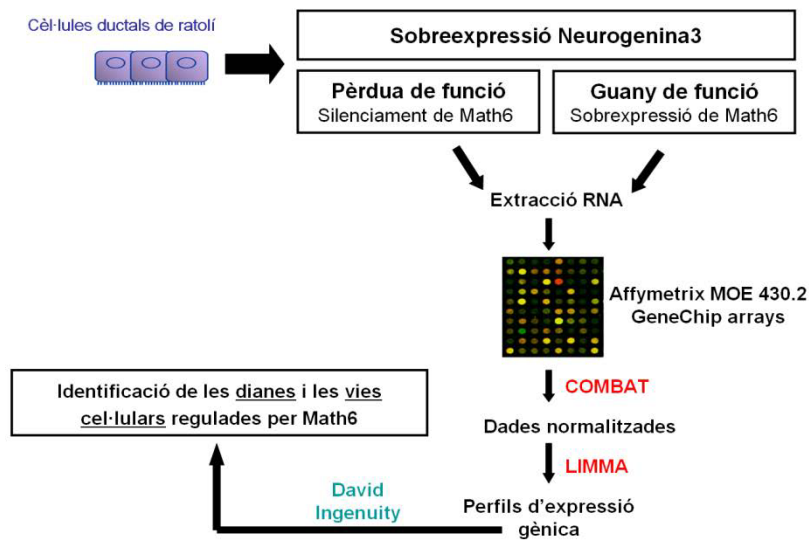 Cèl·lules ductals de ratolí
Sobreexpressió Neurogenina3
Pèrdua de funció
Silenciament de Math6
Guany de funció
Sobrexpressió de Math6
Extracció RNA
Affymetrix MOE 430.2
GeneChip arrays
COMBAT
Dades normalitzades
LIMMA
Perfils d'expressió
gènica
David
Ingenuity
Identificació de les dianes i les vies
cel·lulars regulades per Math6